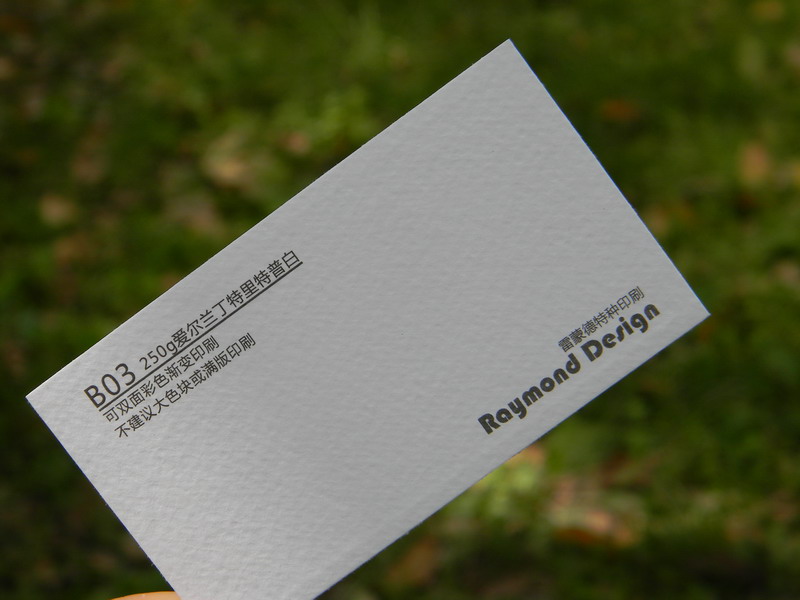 B03 250g爱尔兰丁特里特普白
可双面彩色渐变印刷
不建议大色块或满版印刷
雷蒙德特种印刷
Raymond Design